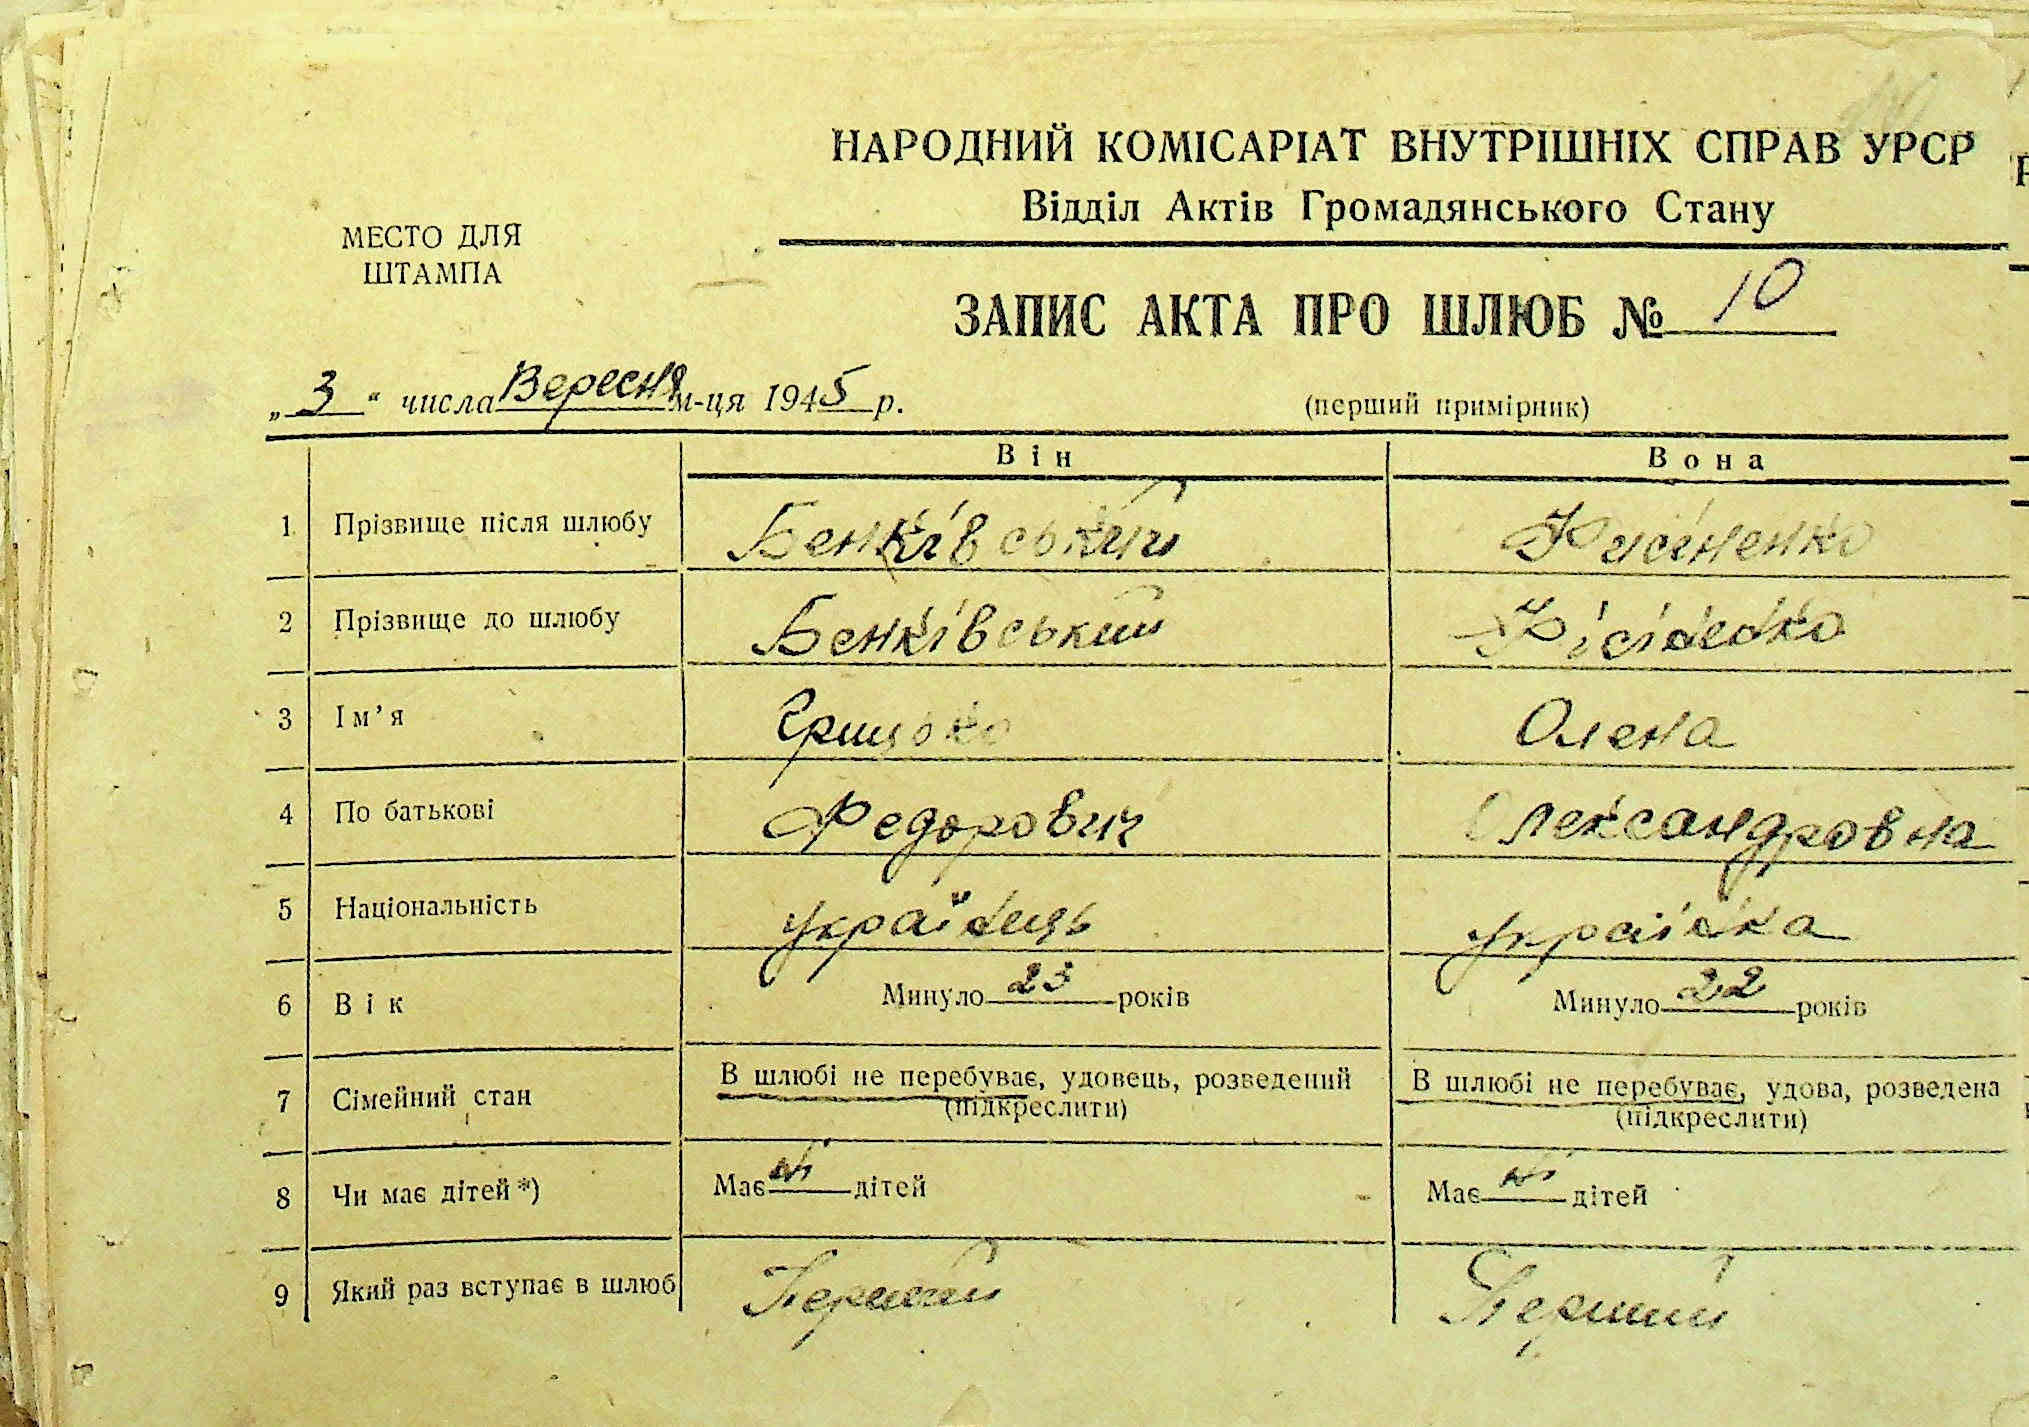 НАРОДНИЙ КОМІСАРІАТ ВНУТРІШНІХ СПРАВ УРСР
Відділ Актів Громадянського Стану
МЕСТО ДЛЯ
ШТАМПА
ЗАПИС АКТА ПРО ШЛЮБ № 10
„3“ числа Вересня м-ця 1945 р.
(перший примірник)
Він Вона
1 Прізвище після шлюбу Бенківський
2 Прізвище до шлюбу Бенківський
3 Ім’я Грицько Олена
4 По батькові Федорович Олександровна
5 Національність українць українка
6 Вік Минуло 23 років Минуло 22 років
7 Сімейний стан В шлюбі не перебуває, удовець, розведений В шлюбі не перебуває, удова, розведена
(підкреслити) (підкреслити)
8 Чи має дітей *) Має ні дітей Має ні дітей
9 Який раз вступає в шлюб Перший Перший